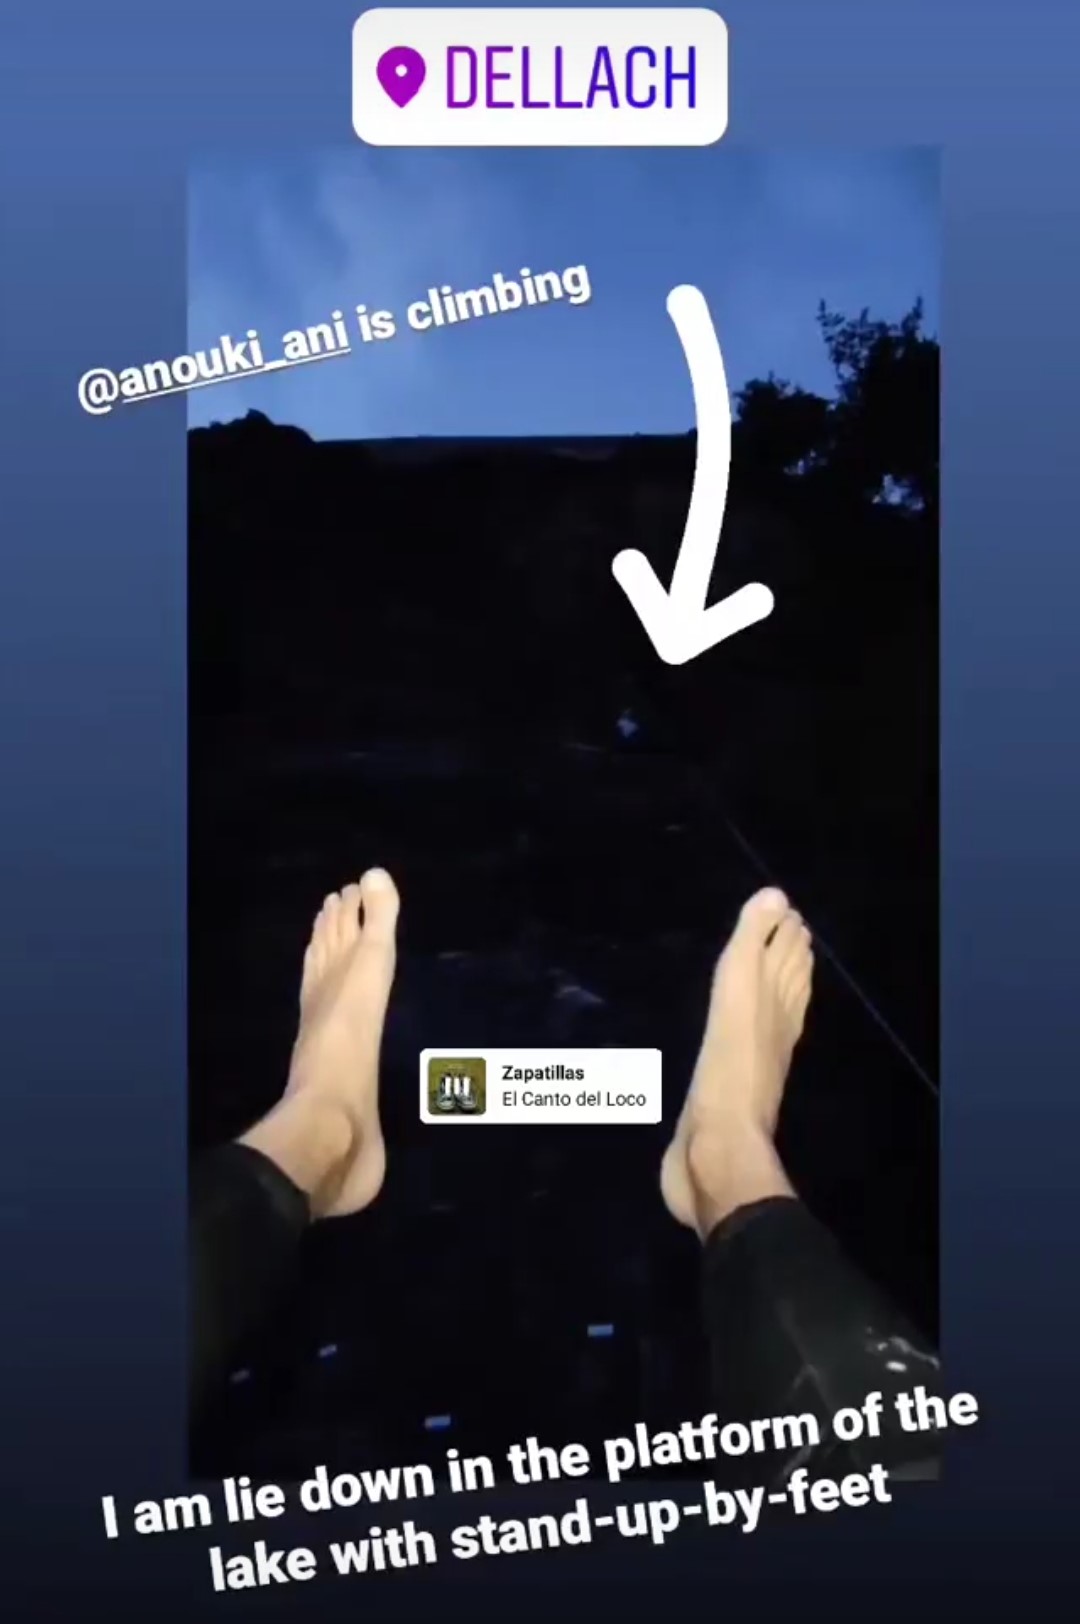 DELLACH
@anouki_ani is climbing
Zapatillas
El Canto del Loco
I am lie down in the platform of the
lake with stand-up-by-feet